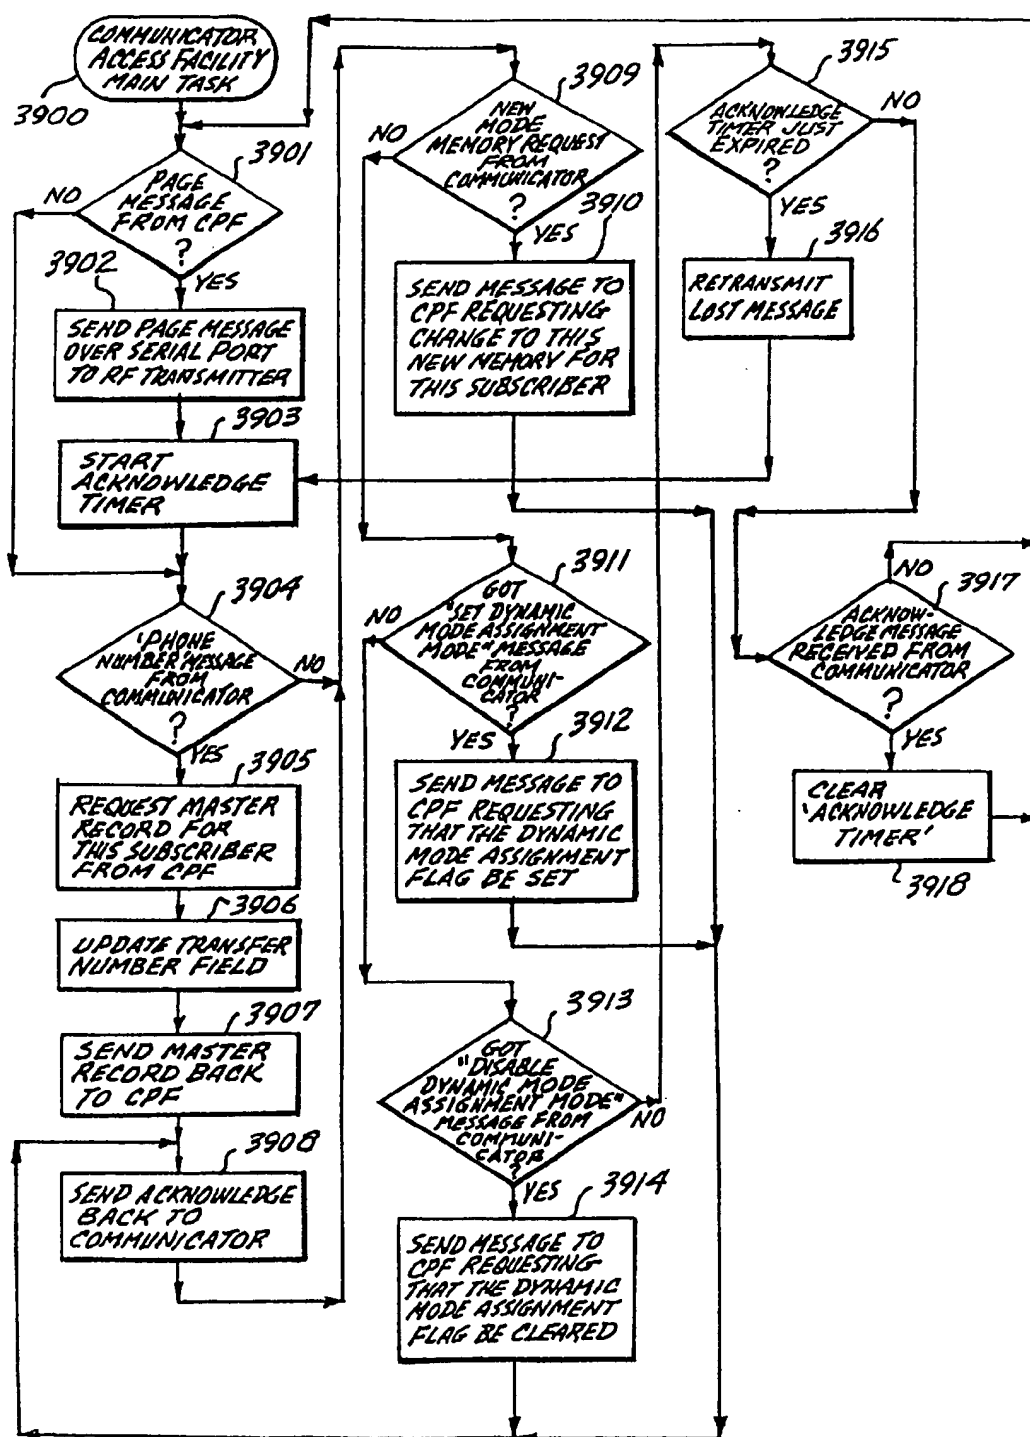 COMMUNICATOR
ACCESS FACILITY
MAIN TASK
3900
3901
PAGE
MESSAGE
FROM CPF
?
NO
YES
3902
SEND PAGE MESSAGE
OVER SERIAL PORT
TO RF TRANSMITTER
3903
START
ACKNOWLEDGE
TIMER
3904
'PHONE
NUMBER' MESSAGE
FROM
COMMUNICATOR
?
NO
YES
3905
REQUEST MASTER
RECORD FOR
THIS SUBSCRIBER
FROM CPF
3906
UPDATE TRANSFER
NUMBER FIELD
3907
SEND MASTER
RECORD BACK
TO CPF
3908
SEND ACKNOWLEDGE
BACK TO
COMMUNICATOR
3909
NEW
MODE
MEMORY REQUEST
FROM
COMMUNICATOR
?
NO
YES
3910
SEND MESSAGE TO
CPF REQUESTING
CHANGE TO THIS
NEW MEMORY FOR
THIS SUBSCRIBER
3911
GOT
"SET DYNAMIC
MODE ASSIGNMENT
MODE" MESSAGE
FROM
COMMUNI-
CATOR
?
NO
YES
3912
SEND MESSAGE TO
CPF REQUESTING
THAT THE DYNAMIC
MODE ASSIGNMENT
FLAG BE SET
3913
GOT
"DISABLE
DYNAMIC MODE
ASSIGNMENT MODE"
MESSAGE FROM
COMMUNI-
CATOR
?
NO
YES
3914
SEND MESSAGE TO
CPF REQUESTING
THAT THE DYNAMIC
MODE ASSIGNMENT
FLAG BE CLEARED
3915
ACKNOWLEDGE
TIMER JUST
EXPIRED
?
NO
YES
3916
RETRANSMIT
LOST MESSAGE
3917
ACKNOW-
LEDGE MESSAGE
RECEIVED FROM
COMMUNICATOR
?
NO
YES
CLEAR
'ACKNOWLEDGE
TIMER'
3918